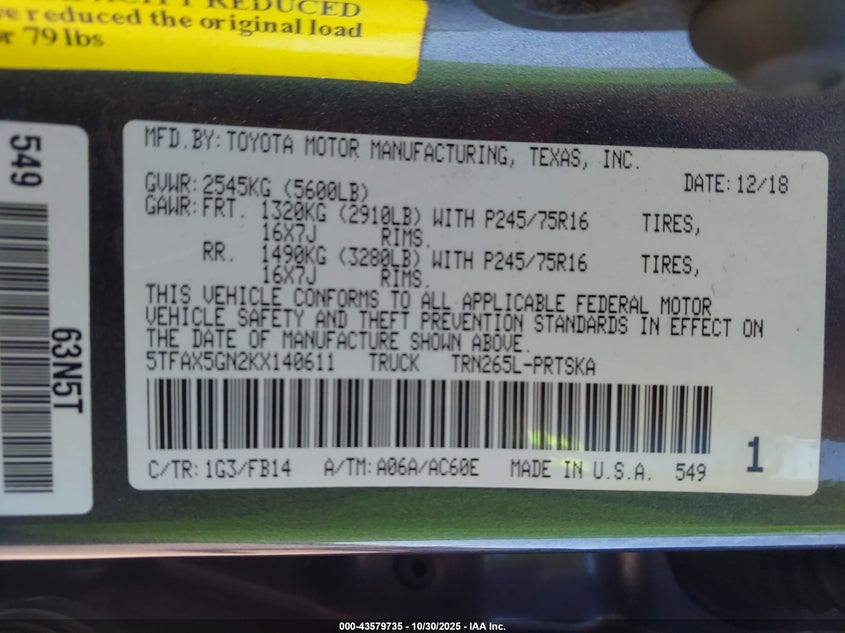 CITY REDUCED
ve reduced the original load
or 79 lbs
549
63N5T
MFD.BY: TOYOTA MOTOR MANUFACTURING, TEXAS, INC.
DATE: 12/18
GVWR: 2545KG (5600LB)
GAWR: FRT. 1320KG (2910LB) WITH P245/75R16 TIRES,
16X7J RIMS.
RR. 1490KG (3280LB) WITH P245/75R16 TIRES,
16X7J RIMS.
THIS VEHICLE CONFORMS TO ALL APPLICABLE FEDERAL MOTOR
VEHICLE SAFETY AND THEFT PREVENTION STANDARDS IN EFFECT ON
THE DATE OF MANUFACTURE SHOWN ABOVE.
5TFAX5GN2KX140611 TRUCK TRN265L-PRTSKA
C/TR: 1G3/FB14 A/TM: A06A/AC60E MADE IN U.S.A. 549 1
000-43579735 - 10/30/2025 - IAA Inc.